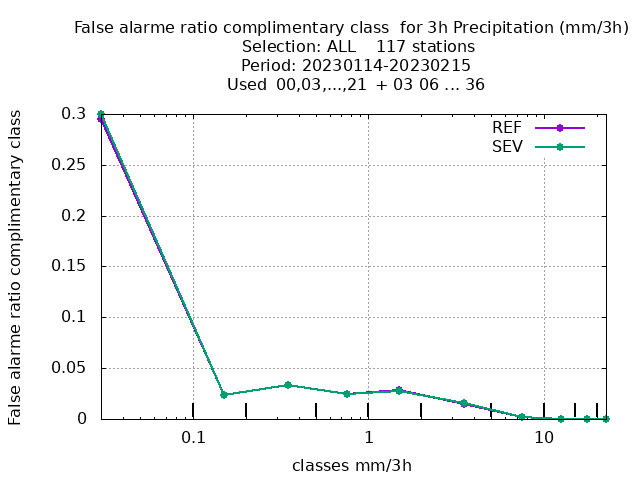 False alarme ratio complimentary class  for 3h Precipitation (mm/3h)
Selection: ALL    117 stations
Period: 20230114-20230215
Used  00,03,...,21  + 03 06 ... 36
False alarme ratio complimentary class
0.3
0.25
0.2
0.15
0.1
0.05
0
REF
SEV
0.1 1 10
classes mm/3h